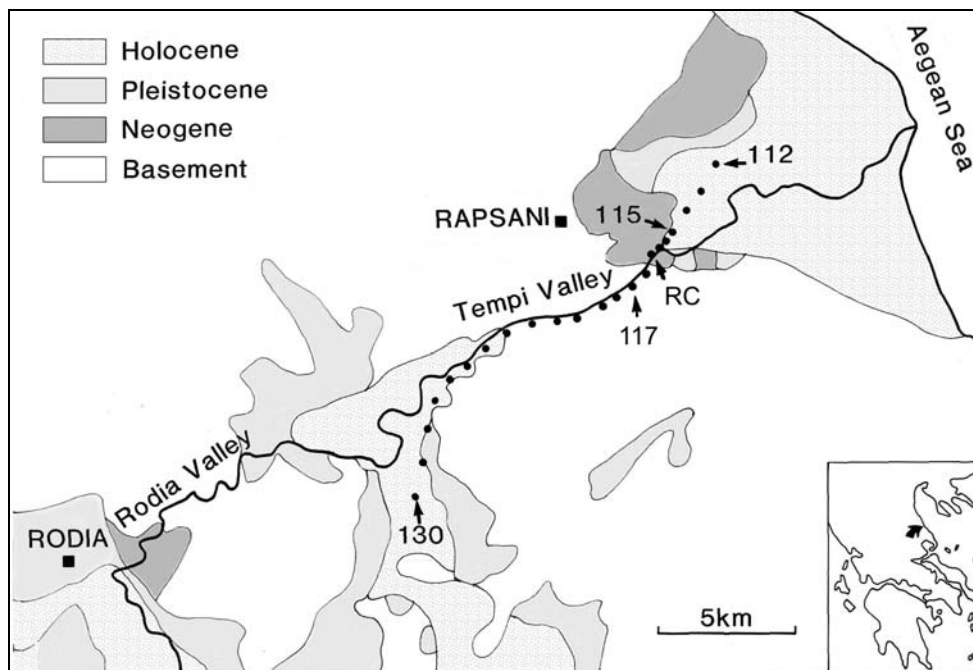 Holocene
Pleistocene
Neogene
Basement
Aegean Sea
112
RAPSANI
115
Tempi Valley
RC
117
Rodia Valley
RODIA
130
5km